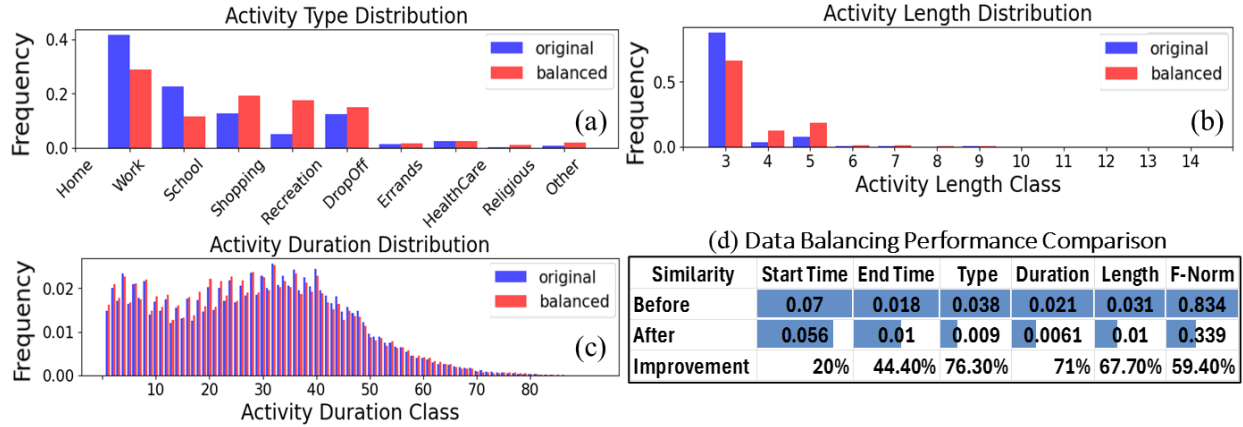 Activity Type Distribution
Frequency
0.4
0.2
0.0
original
balanced
(a)
Home
Work
School
Shopping
Recreation
DropOff
Errands
HealthCare
Religious
Other
Activity Length Distribution
Frequency
0.5
0.0
original
balanced
(b)
3 4 5 6 7 8 9 10 11 12 13 14
Activity Length Class
Activity Duration Distribution
Frequency
0.02
0.01
0.00
original
balanced
(c)
10 20 30 40 50 60 70 80
Activity Duration Class
(d) Data Balancing Performance Comparison
Similarity Start Time End Time Type Duration Length F-Norm
Before 0.07 0.018 0.038 0.021 0.031 0.834
After 0.056 0.01 0.009 0.0061 0.01 0.339
Improvement 20% 44.40% 76.30% 71% 67.70% 59.40%